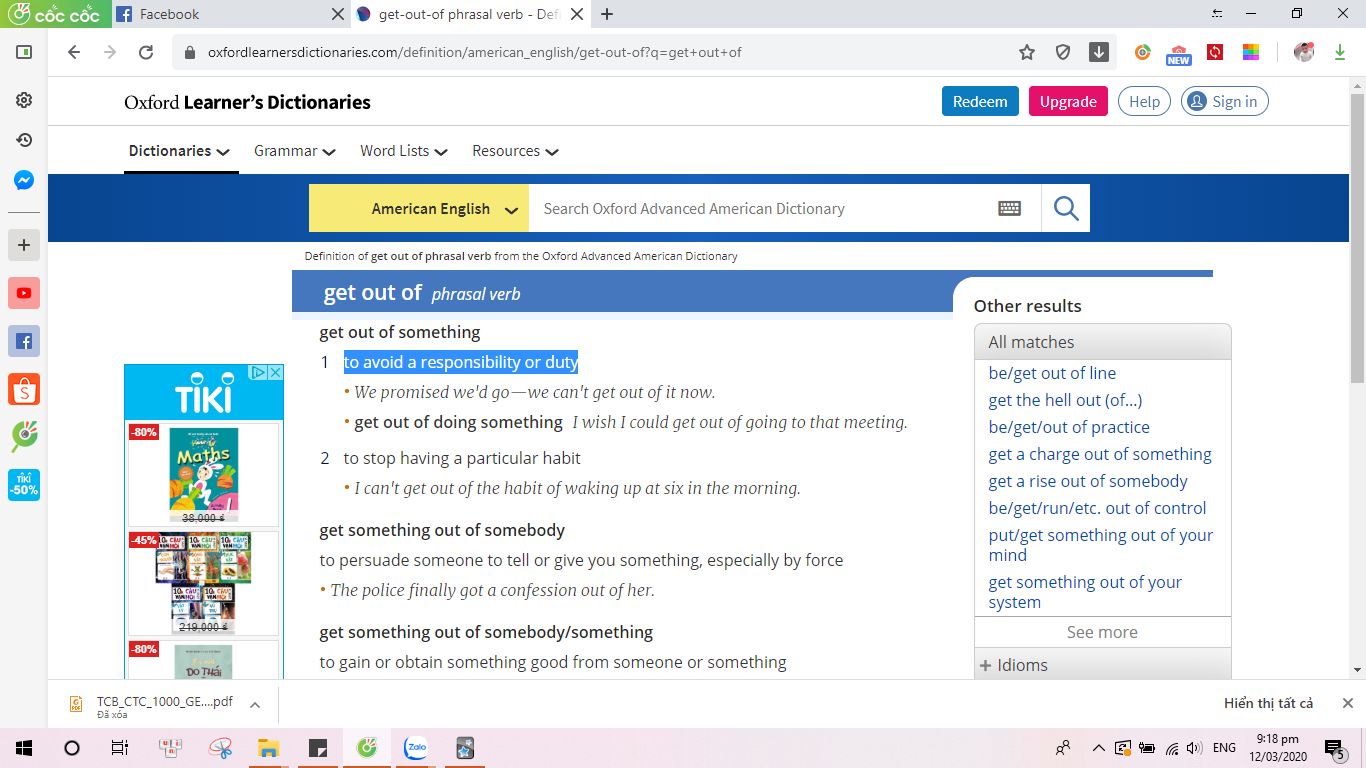 CỐC CỐC
Facebook
get-out-of phrasal verb - Defi
oxfordlearnersdictionaries.com/definition/american_english/get-out-of?q=get+out+of
NEW
Oxford Learner's Dictionaries
Redeem
Upgrade
Help
Sign in
Dictionaries
Grammar
Word Lists
Resources
American English
Search Oxford Advanced American Dictionary
Definition of get out of phrasal verb from the Oxford Advanced American Dictionary
get out of phrasal verb
get out of something
1 to avoid a responsibility or duty
• We promised we'd go—we can't get out of it now.
• get out of doing something I wish I could get out of going to that meeting.
2 to stop having a particular habit
• I can't get out of the habit of waking up at six in the morning.
get something out of somebody
to persuade someone to tell or give you something, especially by force
• The police finally got a confession out of her.
get something out of somebody/something
to gain or obtain something good from someone or something
Other results
All matches
be/get out of line
get the hell out (of…)
be/get/out of practice
get a charge out of something
get a rise out of somebody
be/get/run/etc. out of control
put/get something out of your
mind
get something out of your
system
See more
+ Idioms
TIKI
-80%
Maths
38,000 ₫
-45%
219,000 ₫
-80%
DO THÁI
TIKI
-50%
TCB_CTC_1000_GE....pdf
Đã xóa
Hiển thị tất cả
Zalo
ENG
9:18 pm
12/03/2020
5